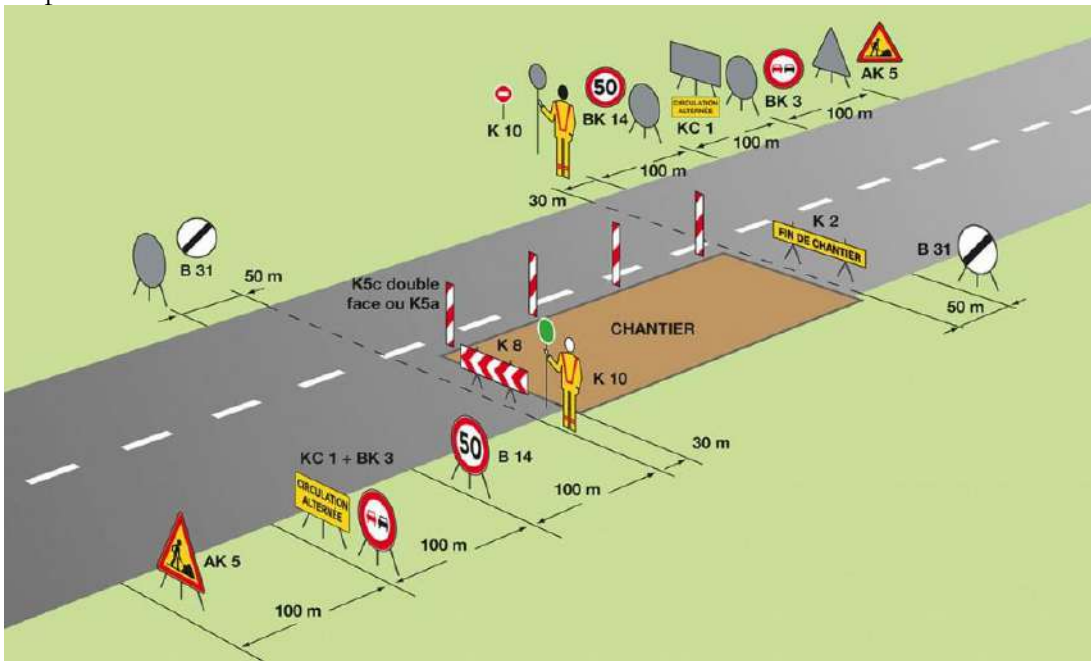 K 10
50
BK 14
CIRCULATION
ALTERNÉE
KC 1
BK 3
AK 5
100 m
100 m
100 m
30 m
B 31
50 m
K5c double
face ou K5a
K 8
K 2
FIN DE CHANTIER
B 31
50 m
CHANTIER
K 10
30 m
50
B 14
100 m
KC 1 + BK 3
CIRCULATION
ALTERNÉE
100 m
AK 5
100 m